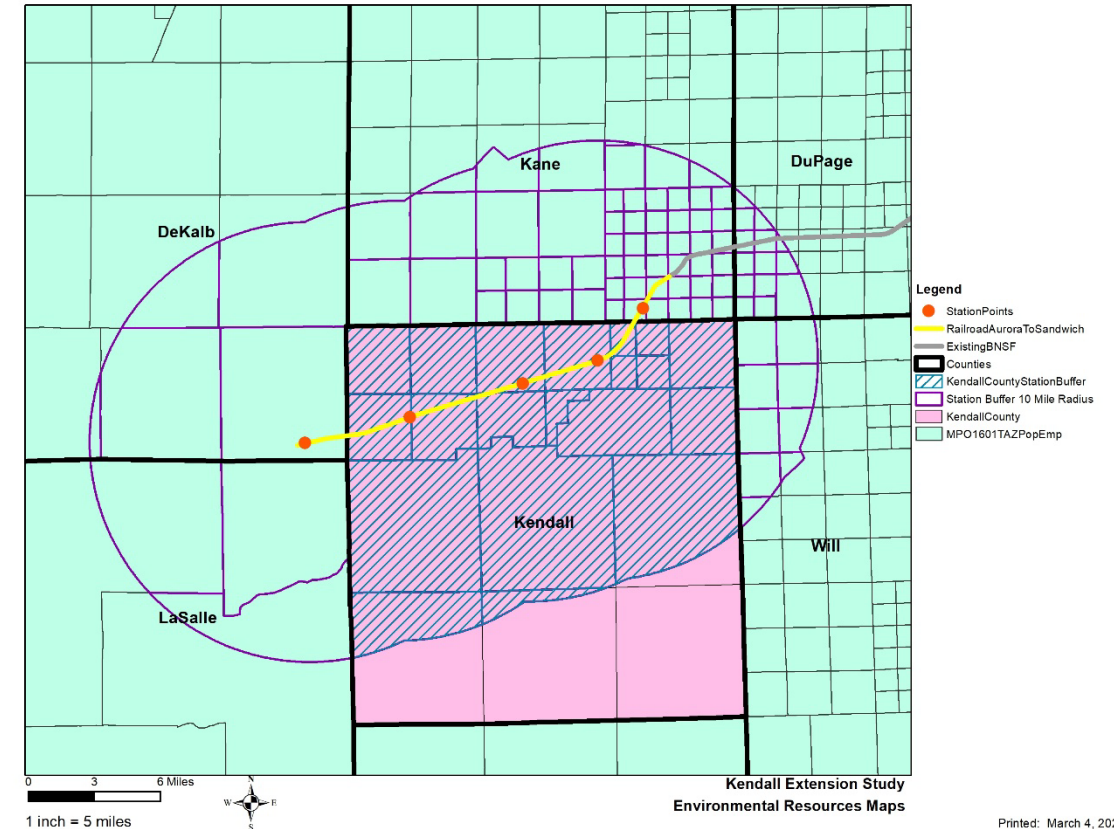 Kane
DuPage
DeKalb
Kendall
Will
LaSalle
Legend
StationPoints
RailroadAuroraToSandwich
ExistingBNSF
Counties
KendallCountyStationBuffer
Station Buffer 10 Mile Radius
KendallCounty
MPO1601TAZPopEmp
0 3 6 Miles
1 inch = 5 miles
N
W E
S
Kendall Extension Study
Environmental Resources Maps
Printed: March 4, 202